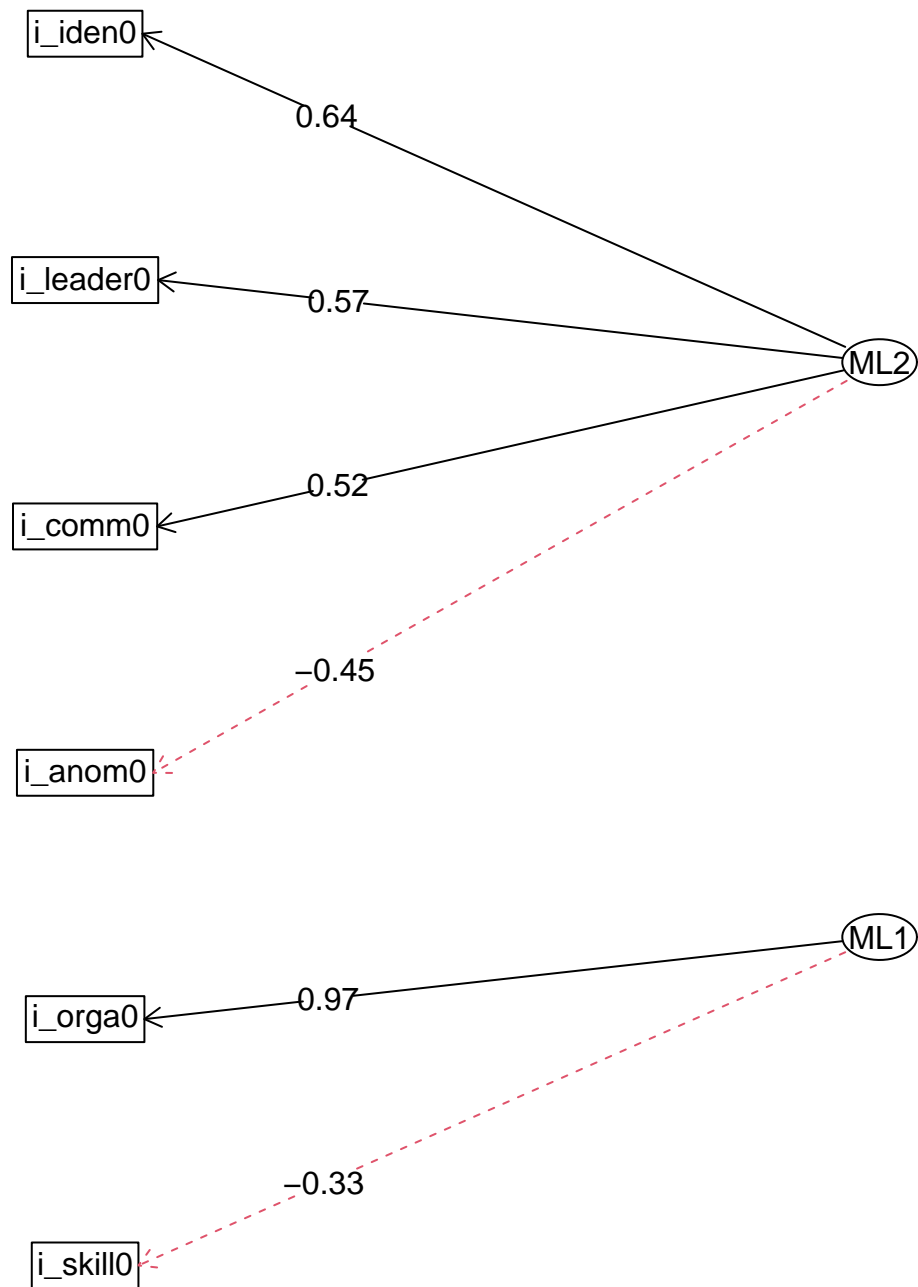 i_iden0
0.64
i_leader0
0.57
ML2
i_comm0
0.52
−0.45
i_anom0
ML1
0.97
i_orga0
−0.33
i_skill0